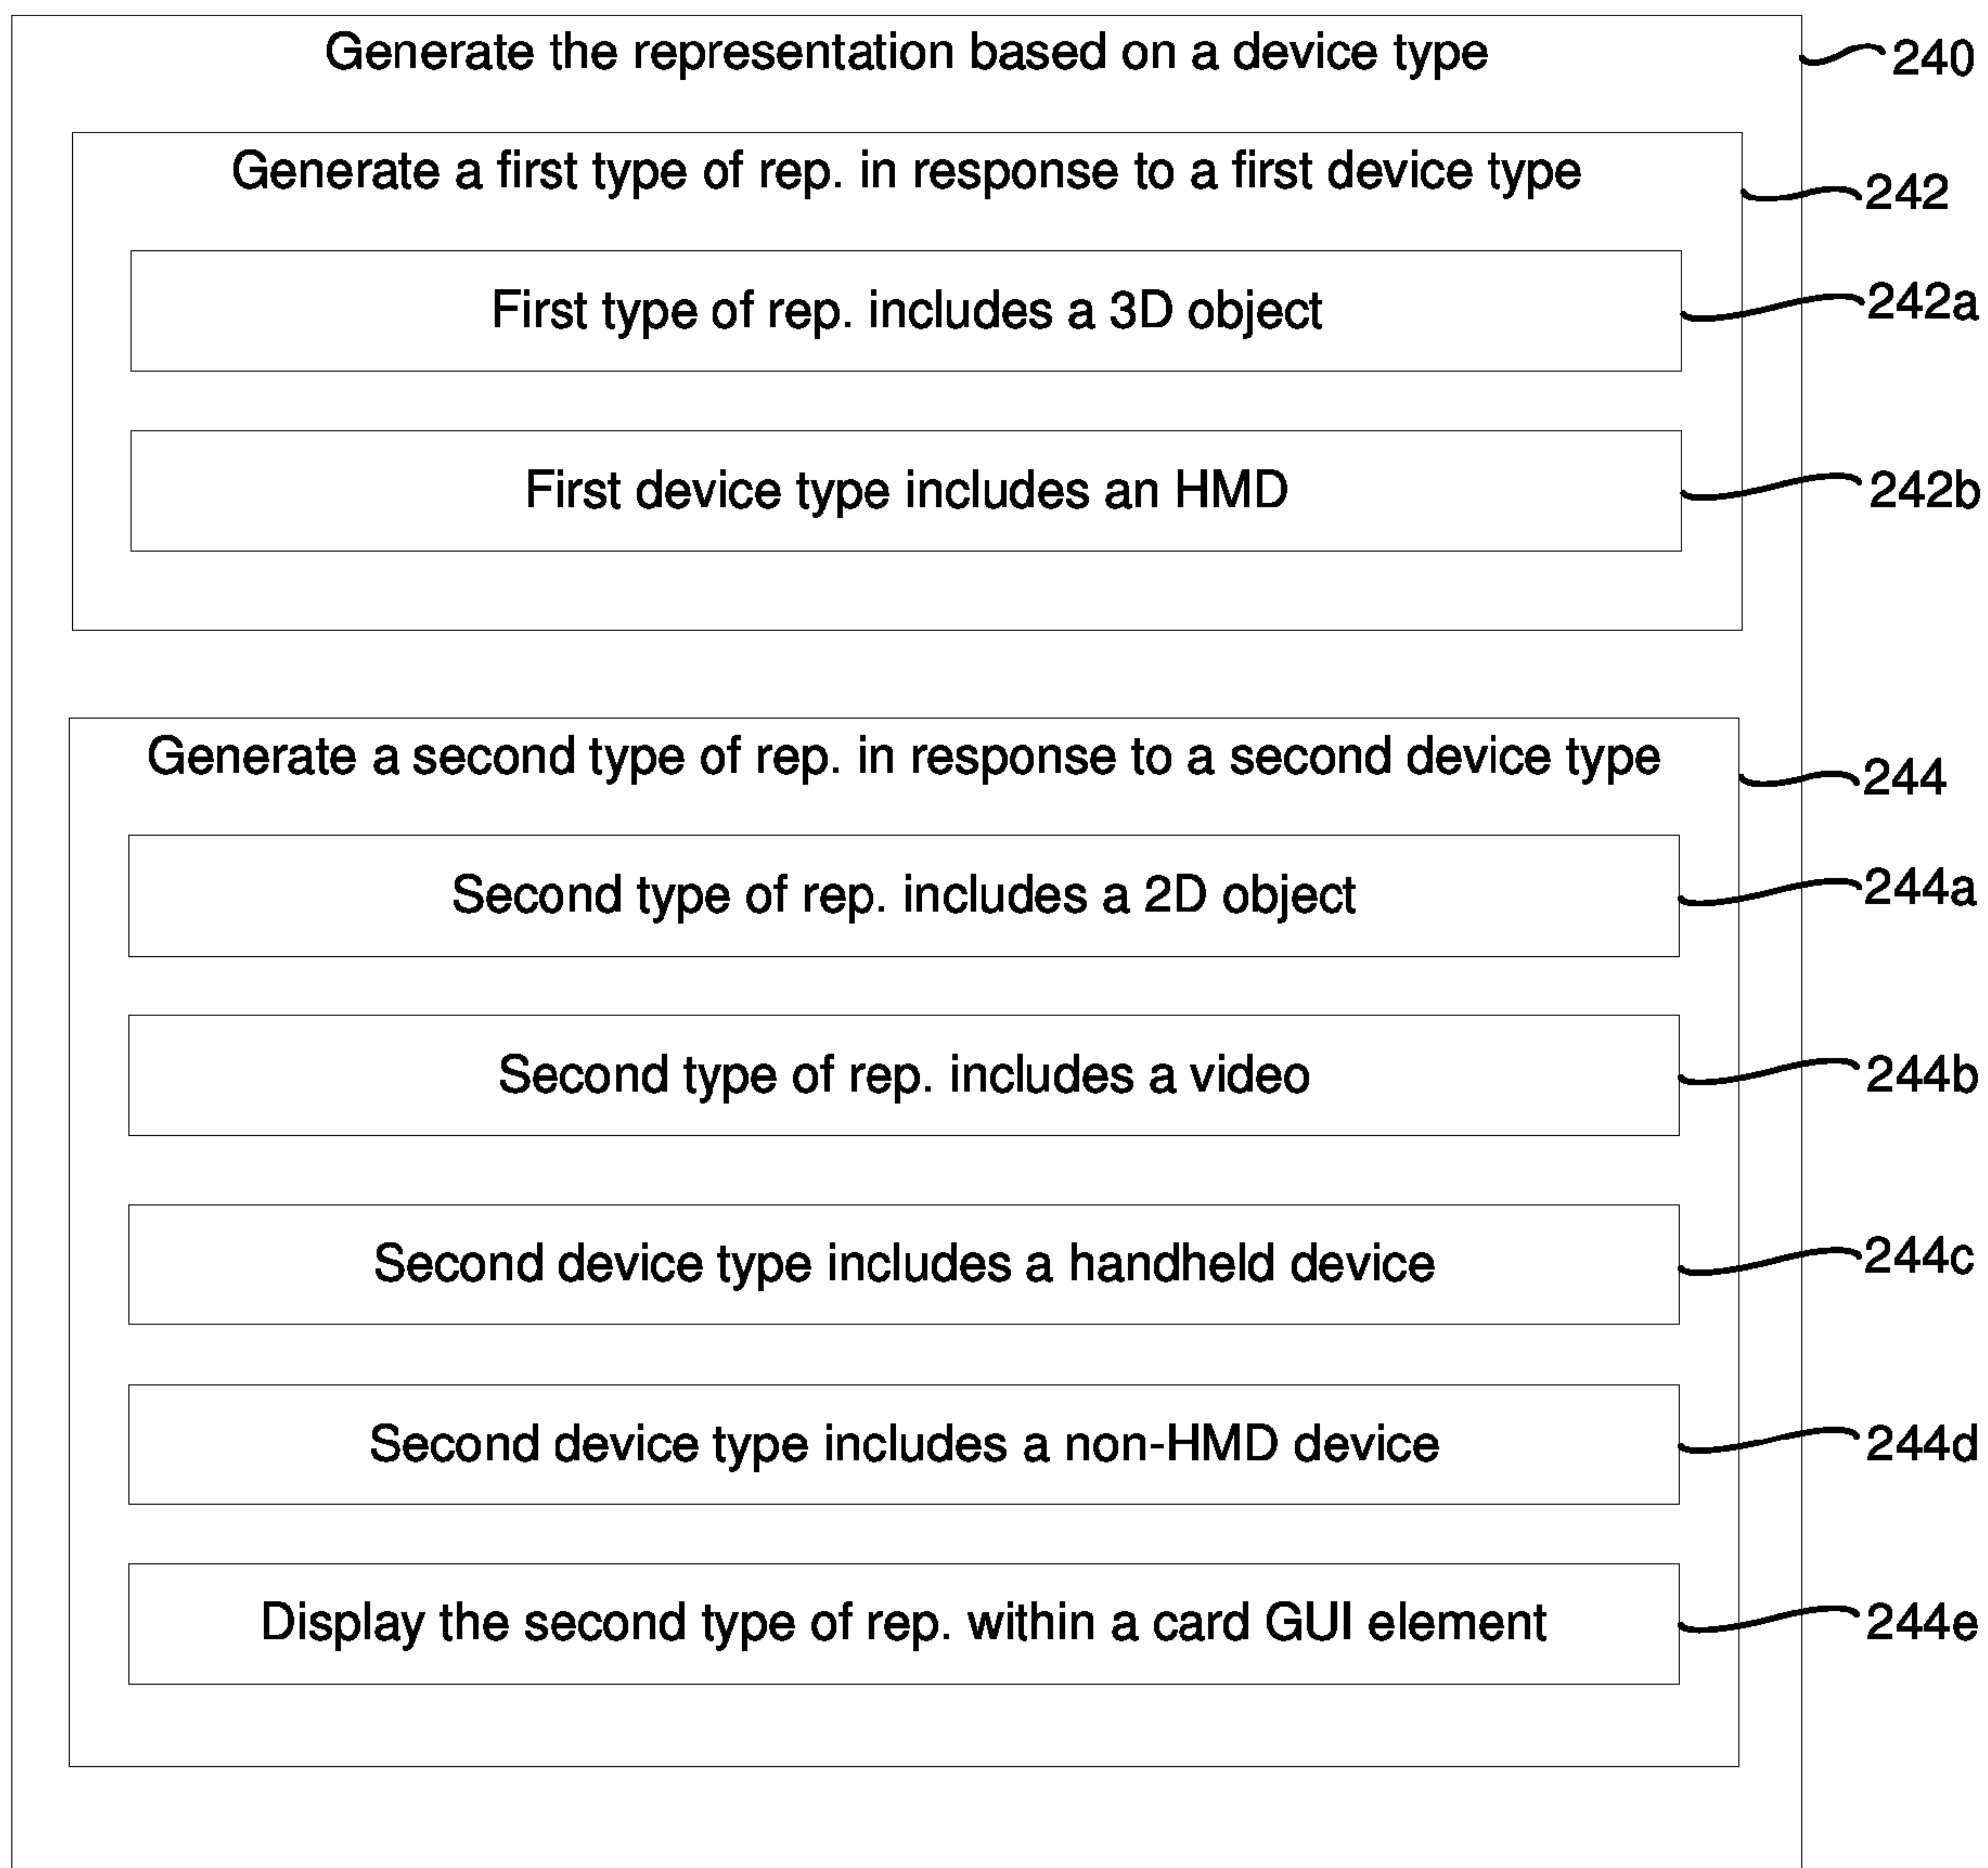 Generate the representation based on a device type
240
Generate a first type of rep. in response to a first device type
242
First type of rep. includes a 3D object
242a
First device type includes an HMD
242b
Generate a second type of rep. in response to a second device type
244
Second type of rep. includes a 2D object
244a
Second type of rep. includes a video
244b
Second device type includes a handheld device
244c
Second device type includes a non-HMD device
244d
Display the second type of rep. within a card GUI element
244e